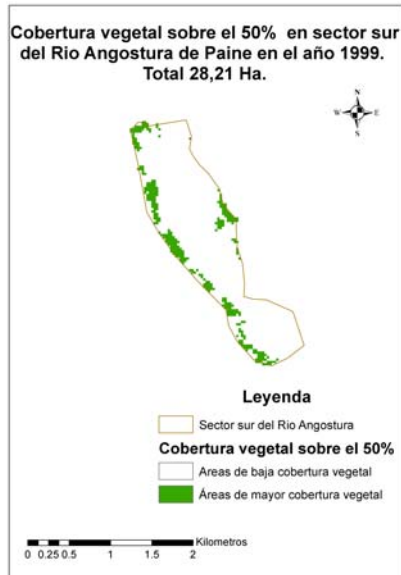 Cobertura vegetal sobre el 50% en sector sur
del Rio Angostura de Paine en el año 1999.
Total 28,21 Ha.
N
W E
S
Leyenda
Sector sur del Rio Angostura
Cobertura vegetal sobre el 50%
Areas de baja cobertura vegetal
Áreas de mayor cobertura vegetal
Kilometros
0 0.25 0.5 1 1.5 2